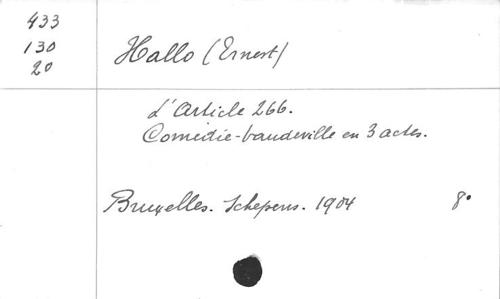 433
130
20
Hallo (Ernest)
L'Article 266.
Comédie-vaudeville en 3 actes.
Bruxelles. Schepens. 1904 8°